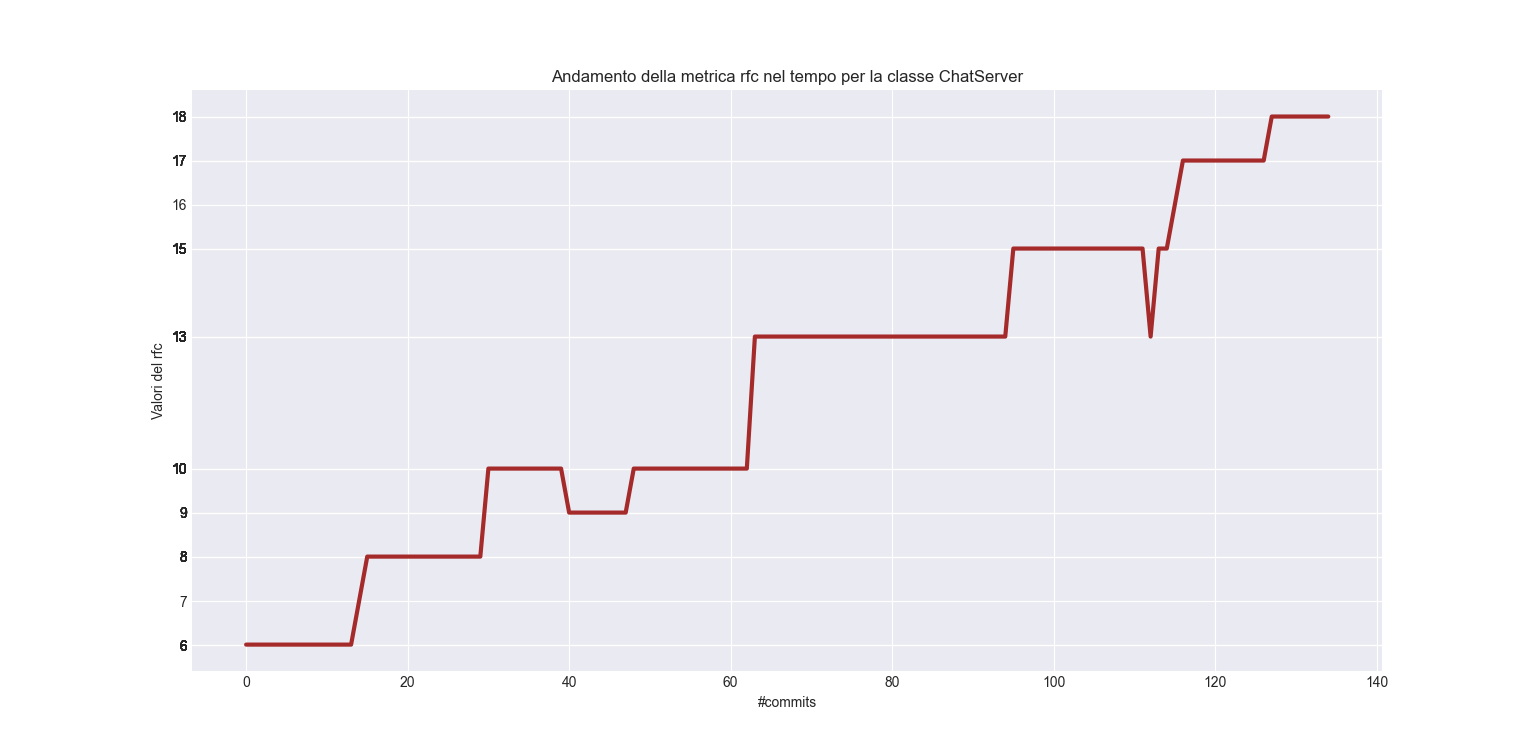 Andamento della metrica rfc nel tempo per la classe ChatServer
18
17
16
15
13
10
9
8
7
6
Valori del rfc
0 20 40 60 80 100 120 140
#commits